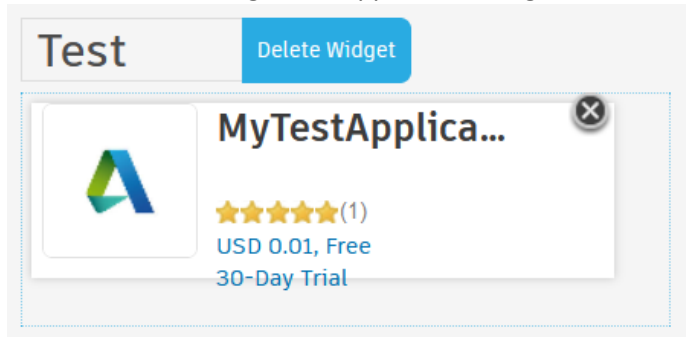 Test
Delete Widget
MyTestApplica...
(1)
USD 0.01, Free
30-Day Trial